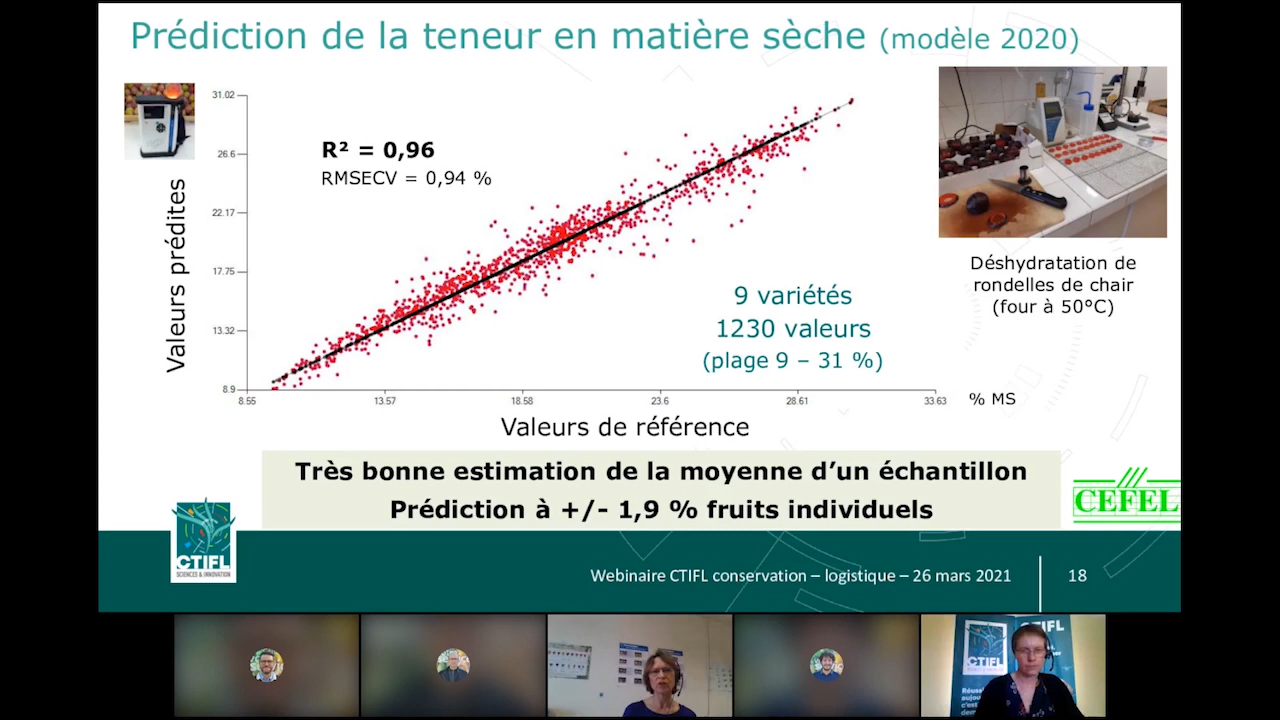 Prédiction de la teneur en matière sèche (modèle 2020)
31.02
26.6
22.17
17.75
13.32
8.9
8.55
13.57
18.58
23.6
28.61
33.63
% MS
Valeurs prédites
Valeurs de référence
R² = 0,96
RMSECV = 0,94 %
9 variétés
1230 valeurs
(plage 9 – 31 %)
Déshydratation de
rondelles de chair
(four à 50°C)
Très bonne estimation de la moyenne d’un échantillon
Prédiction à +/- 1,9 % fruits individuels
CEFEL
CTIFL
SCIENCES & INNOVATION
Webinaire CTIFL conservation – logistique – 26 mars 2021
18
CTIFL
CTIFL